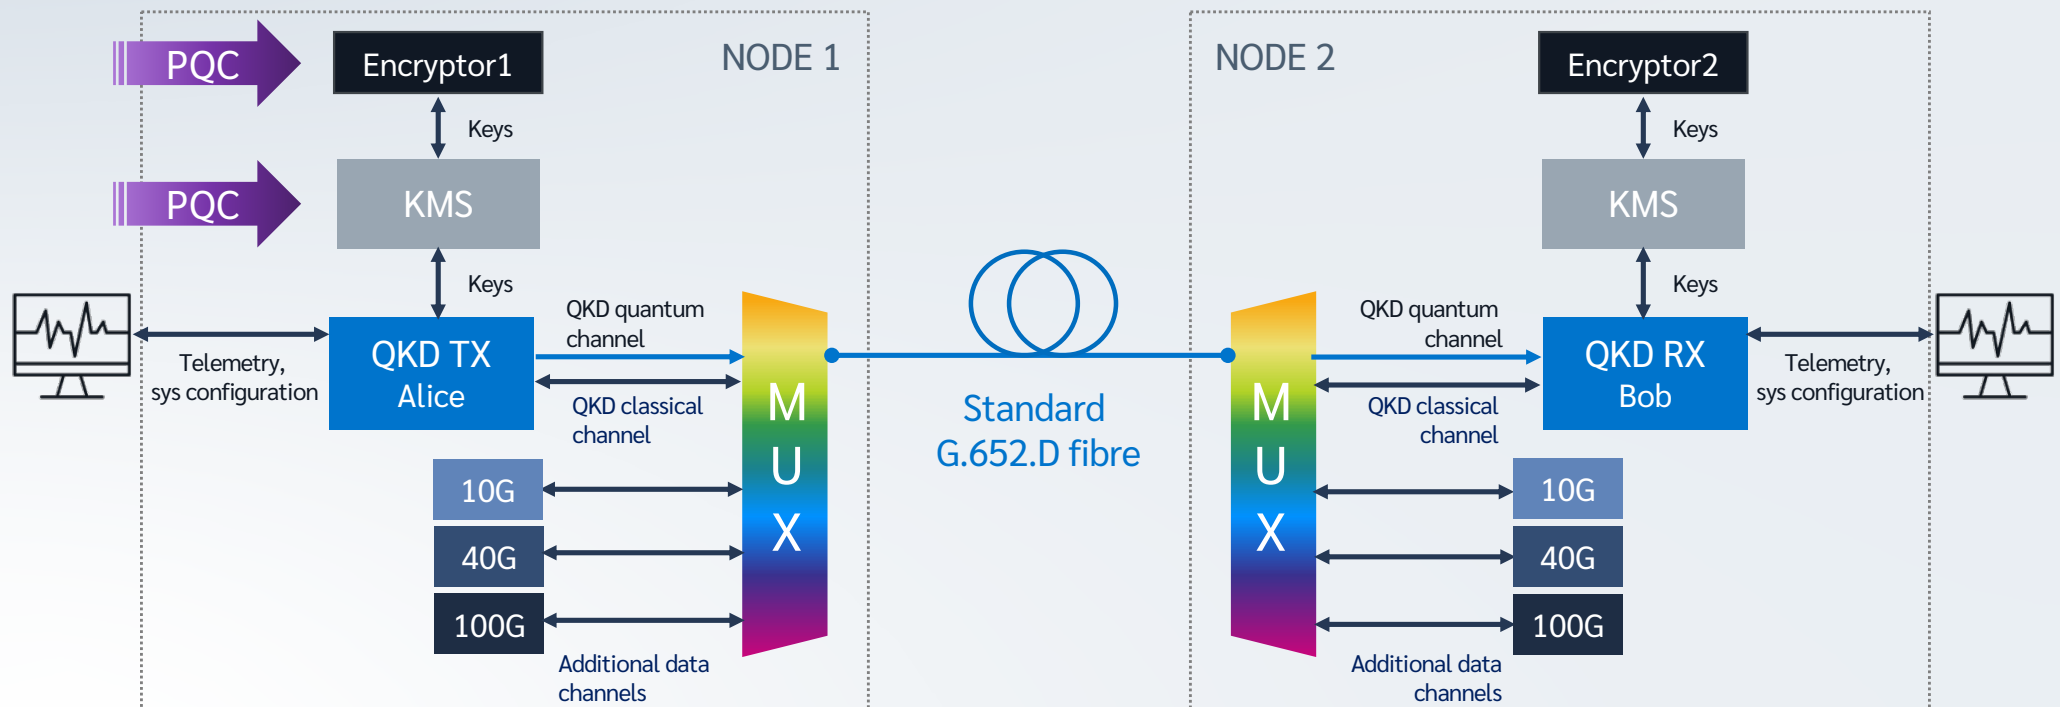 PQC
Encryptor1
NODE 1
Keys
PQC
KMS
Keys
QKD quantum
channel
QKD TX
Alice
Telemetry,
sys configuration
QKD classical
channel
M
U
X
10G
40G
100G
Additional data
channels
Standard
G.652.D fibre
NODE 2
Encryptor2
Keys
KMS
Keys
QKD quantum
channel
QKD RX
Bob
Telemetry,
sys configuration
QKD classical
channel
M
U
X
10G
40G
100G
Additional data
channels